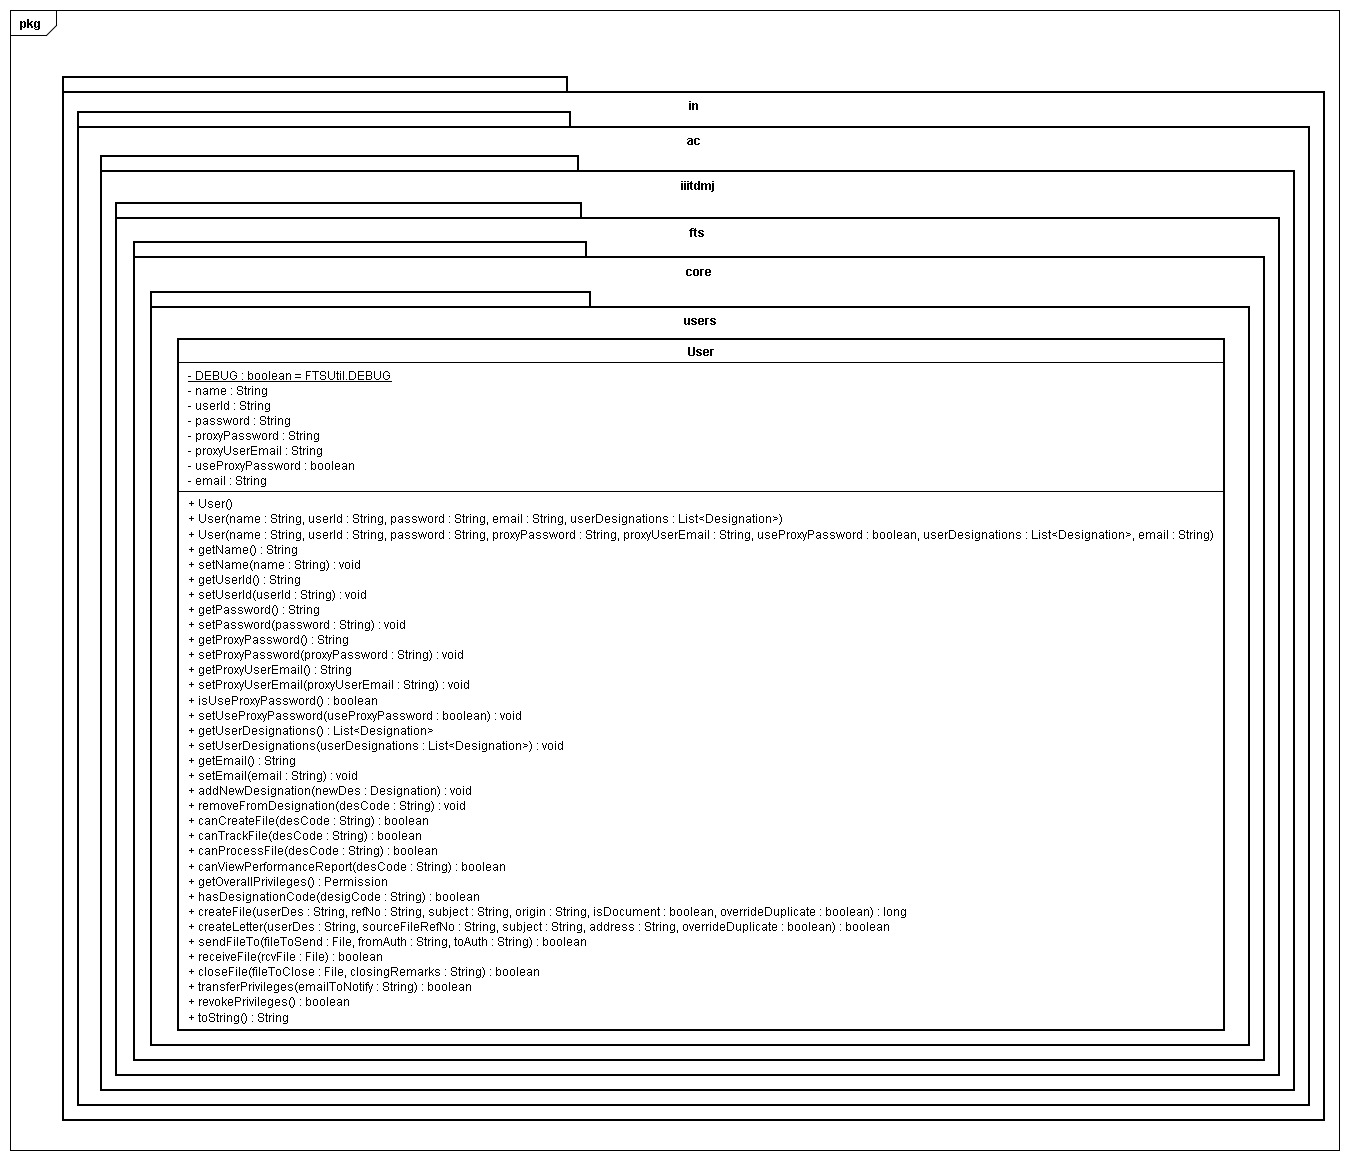 pkg
in
ac
iiitdmj
fts
core
users
User
- DEBUG : boolean = FTSUtil.DEBUG
- name : String
- userId : String
- password : String
- proxyPassword : String
- proxyUserEmail : String
- useProxyPassword : boolean
- email : String
+ User()
+ User(name : String, userId : String, password : String, email : String, userDesignations : List<Designation>)
+ User(name : String, userId : String, password : String, proxyPassword : String, proxyUserEmail : String, useProxyPassword : boolean, userDesignations : List<Designation>, email : String)
+ getName() : String
+ setName(name : String) : void
+ getUserId() : String
+ setUserId(userId : String) : void
+ getPassword() : String
+ setPassword(password : String) : void
+ getProxyPassword() : String
+ setProxyPassword(proxyPassword : String) : void
+ getProxyUserEmail() : String
+ setProxyUserEmail(proxyUserEmail : String) : void
+ isUseProxyPassword() : boolean
+ setUseProxyPassword(useProxyPassword : boolean) : void
+ getUserDesignations() : List<Designation>
+ setUserDesignations(userDesignations : List<Designation>) : void
+ getEmail() : String
+ setEmail(email : String) : void
+ addNewDesignation(newDes : Designation) : void
+ removeFromDesignation(desCode : String) : void
+ canCreateFile(desCode : String) : boolean
+ canTrackFile(desCode : String) : boolean
+ canProcessFile(desCode : String) : boolean
+ canViewPerformanceReport(desCode : String) : boolean
+ getOverallPrivileges() : Permission
+ hasDesignationCode(desigCode : String) : boolean
+ createFile(userDes : String, refNo : String, subject : String, origin : String, isDocument : boolean, overrideDuplicate : boolean) : long
+ createLetter(userDes : String, sourceFileRefNo : String, subject : String, address : String, overrideDuplicate : boolean) : boolean
+ sendFileTo(fileToSend : File, fromAuth : String, toAuth : String) : boolean
+ receiveFile(rcvFile : File) : boolean
+ closeFile(fileToClose : File, closingRemarks : String) : boolean
+ transferPrivileges(emailToNotify : String) : boolean
+ revokePrivileges() : boolean
+ toString() : String